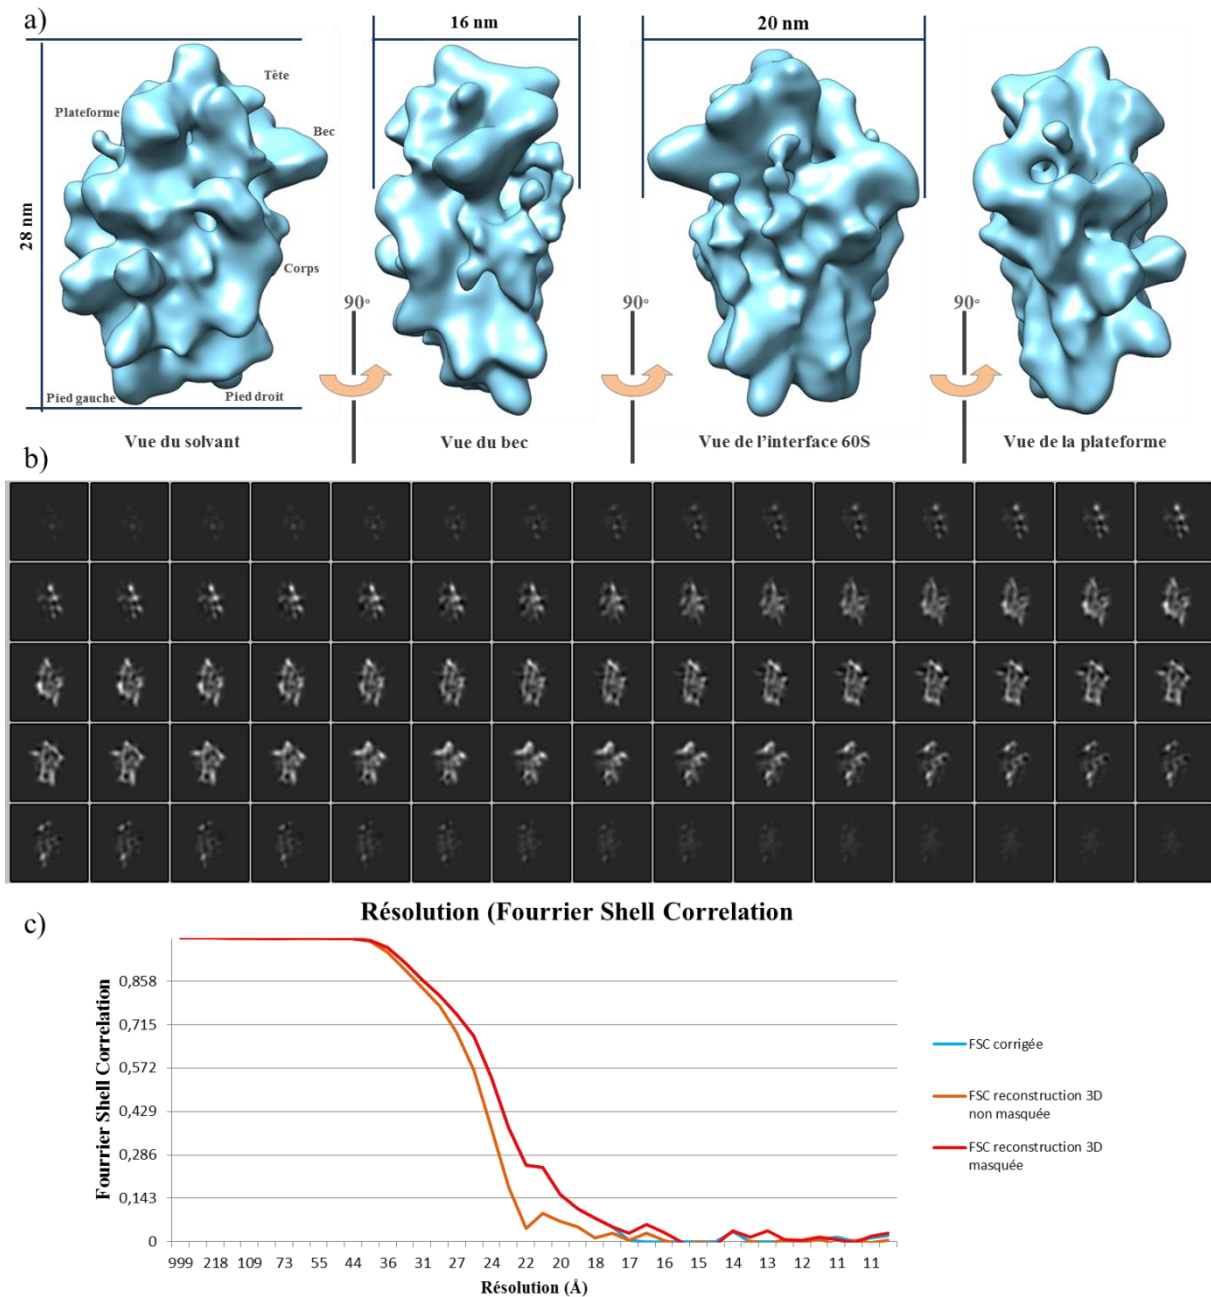 a)
16 nm
20 nm
Tête
Plateforme
Bec
28 nm
Corps
90°
90°
90°
Pied gauche
Pied droit
Vue du solvant
Vue du bec
Vue de l'interface 60S
Vue de la plateforme
b)
c)
Résolution (Fourrier Shell Correlation
Fourrier Shell Correlation
0,858
0,715
0,572
0,429
0,286
0,143
0
999 218 109 73 55 44 36 31 27 24 22 20 18 17 16 15 14 13 12 11 11
Résolution (Å)
FSC corrigée
FSC reconstruction 3D
non masquée
FSC reconstruction 3D
masquée